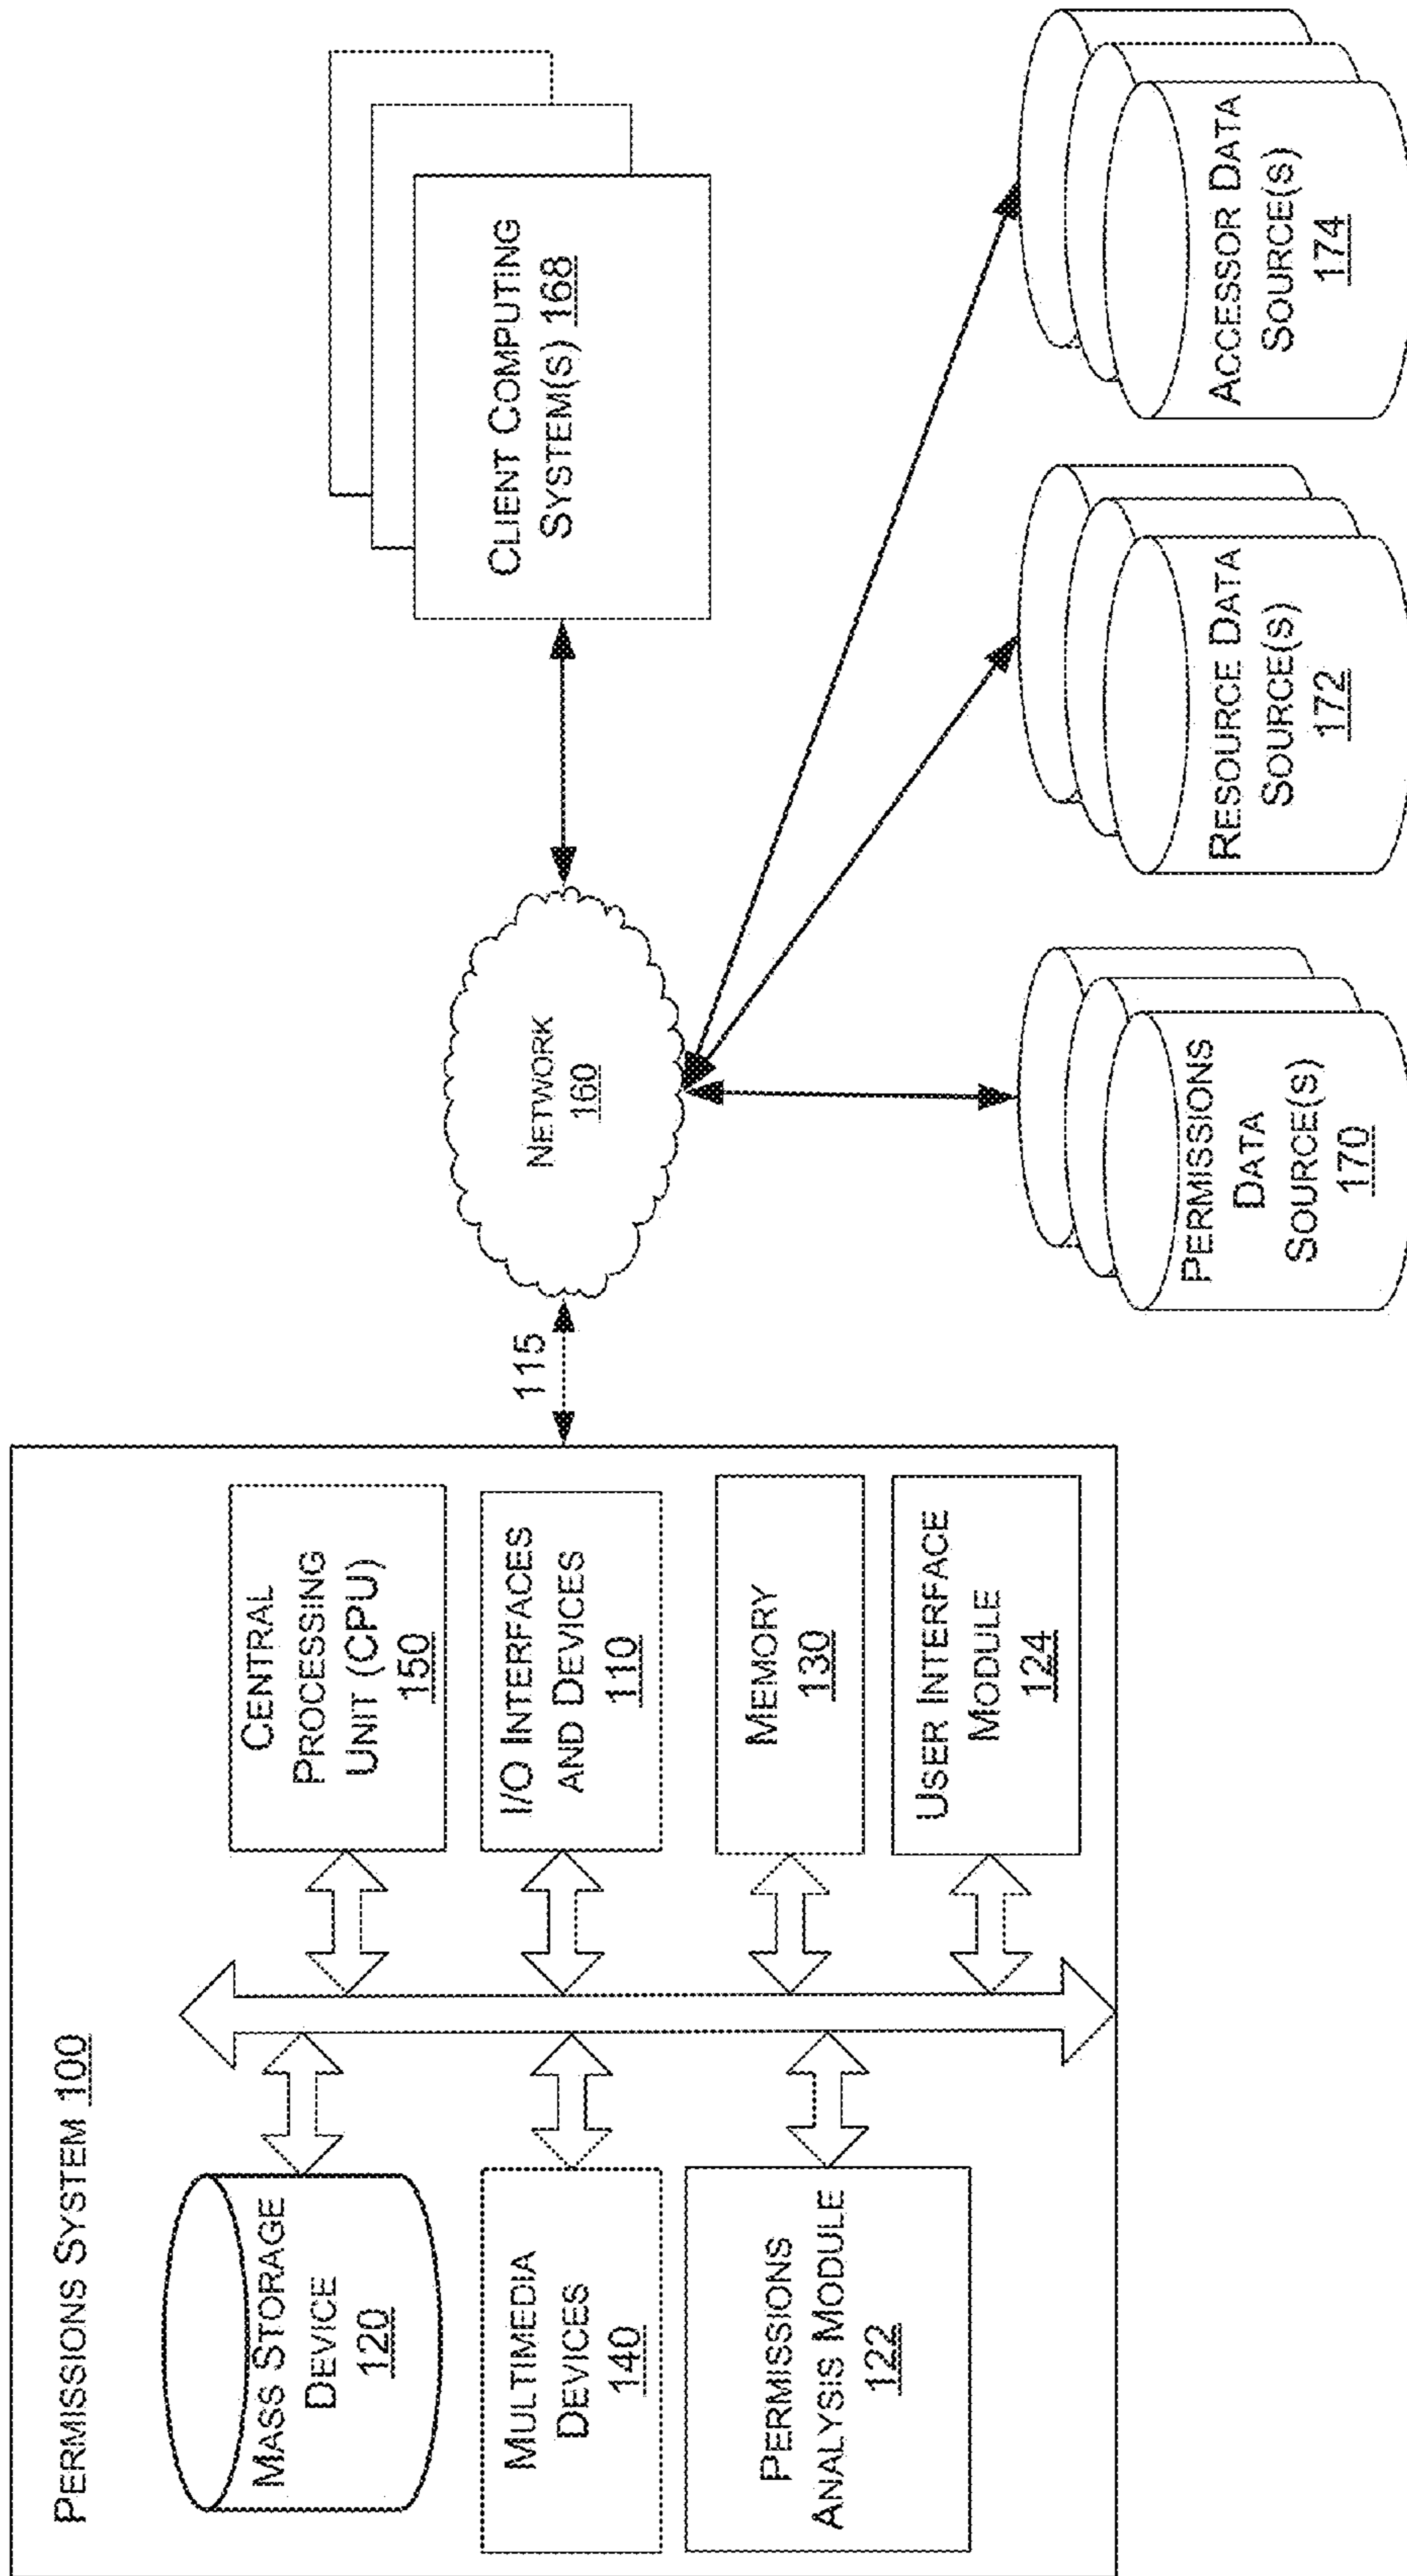 PERMISSIONS SYSTEM 100
MASS STORAGE
DEVICE
120
MULTIMEDIA
DEVICES
140
PERMISSIONS
ANALYSIS MODULE
122
CENTRAL
PROCESSING
UNIT (CPU)
150
I/O INTERFACES
AND DEVICES
110
MEMORY
130
USER INTERFACE
MODULE
124
115
NETWORK
160
CLIENT COMPUTING
SYSTEM(S) 168
PERMISSIONS
DATA
SOURCE(S)
170
RESOURCE DATA
SOURCE(S)
172
ACCESSOR DATA
SOURCE(S)
174